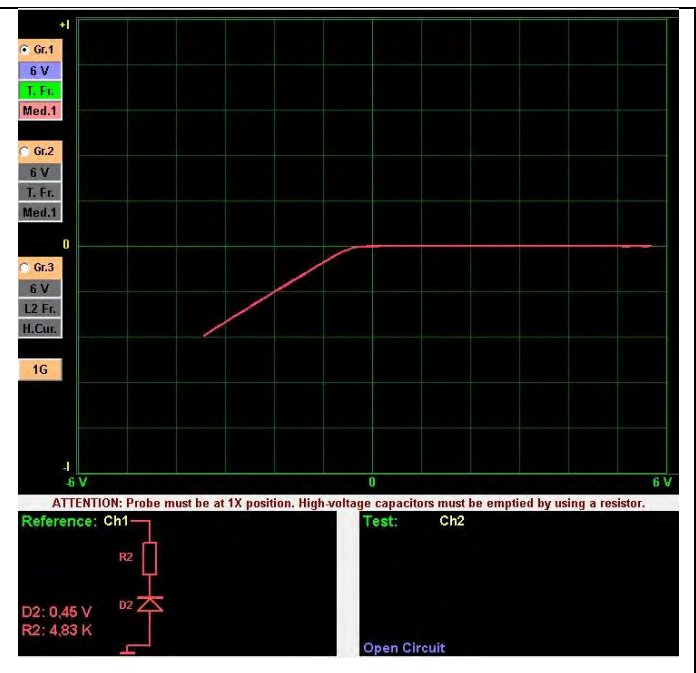 +I
Gr.1
6 V
T. Fr.
Med.1
Gr.2
6 V
T. Fr.
Med.1
0
Gr.3
6 V
L2 Fr.
H.Cur.
1G
-I
-6 V 0 6 V
ATTENTION: Probe must be at 1X position. High-voltage capacitors must be emptied by using a resistor.
Reference: Ch1
R2
D2
D2: 0,45 V
R2: 4,83 K
Test: Ch2
Open Circuit